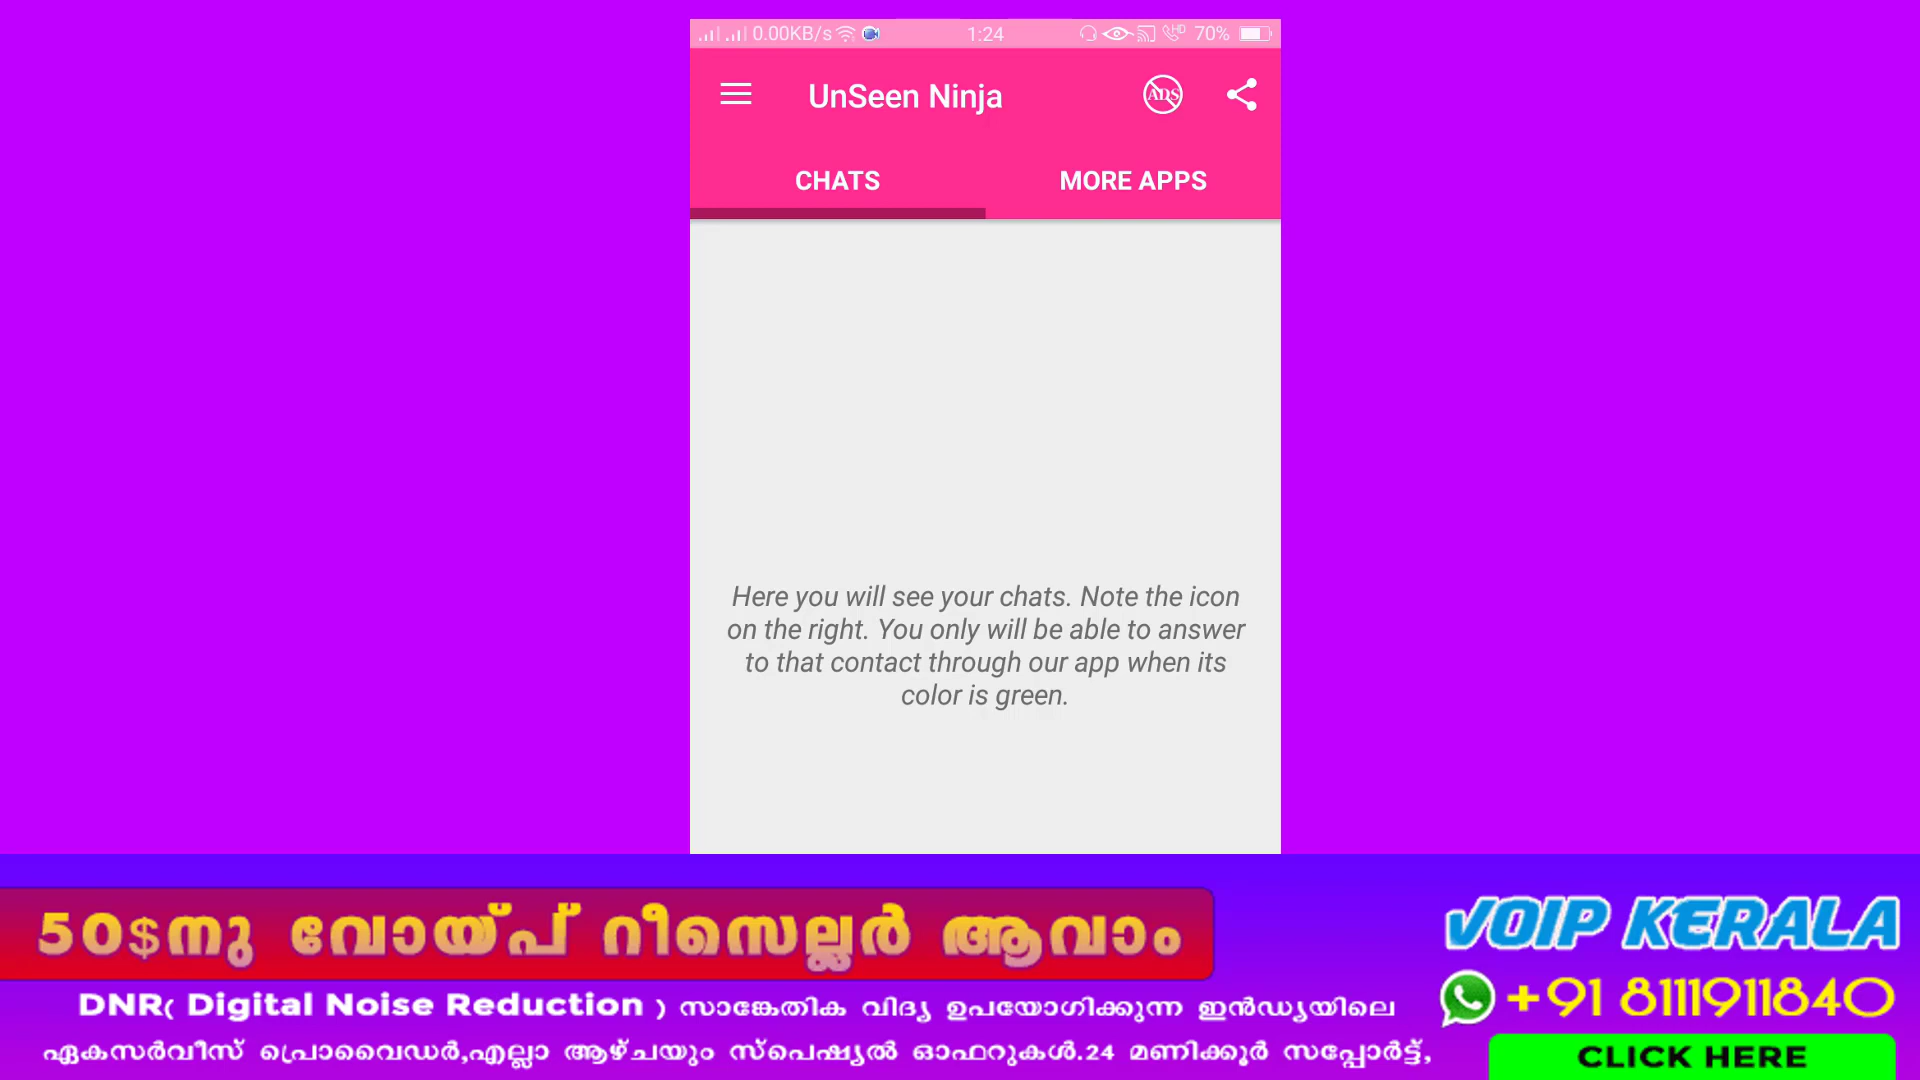 0.00KB/s 1:24 HD 70%
UnSeen Ninja ADS
CHATS MORE APPS
Here you will see your chats. Note the icon
on the right. You only will be able to answer
to that contact through our app when its
color is green.
50$നു വോയ്പ് റീസെല്ലർ ആവാം
VOIP KERALA
DNR( Digital Noise Reduction ) സാങ്കേതിക വിദ്യ ഉപയോഗിക്കുന്ന ഇൻഡ്യയിലെ
+91 8111911840
ഏകസർവീസ് പ്രൊവൈഡർ,എല്ലാ ആഴ്ചയും സ്പെഷ്യൽ ഓഫറുകൾ.24 മണിക്കൂർ സപ്പോർട്ട്,
CLICK HERE